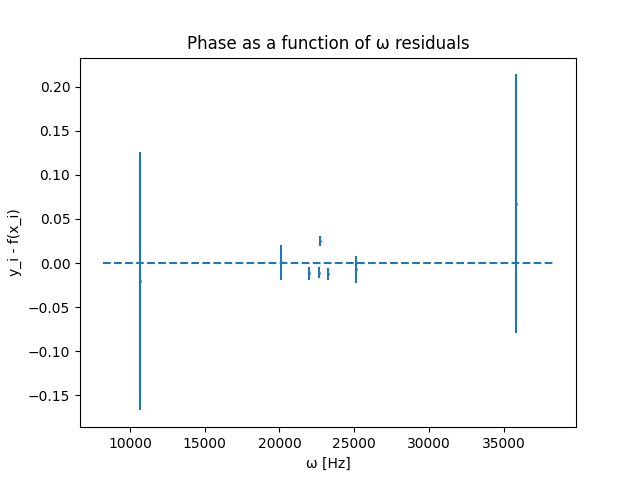 Phase as a function of ω residuals
y_i - f(x_i)
0.20
0.15
0.10
0.05
0.00
−0.05
−0.10
−0.15
10000 15000 20000 25000 30000 35000
ω [Hz]